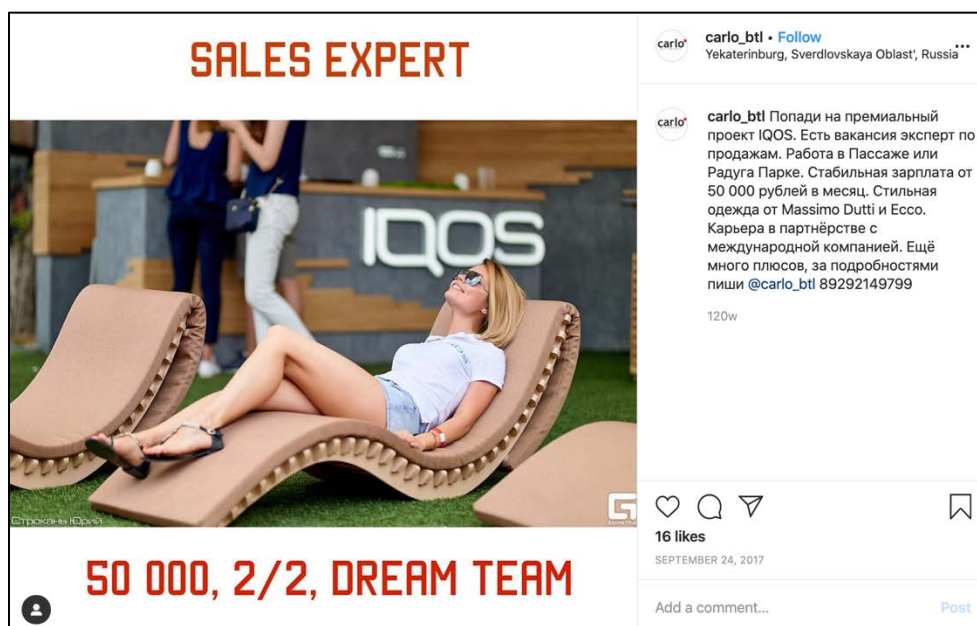 SALES EXPERT
IQOS
Строкань Юрий
50 000, 2/2, DREAM TEAM
carlo
carlo_btl • Follow
Yekaterinburg, Sverdlovskaya Oblast', Russia
carlo
carlo_btl Попади на премиальный
проект IQOS. Есть вакансия эксперт по
продажам. Работа в Пассаже или
Радуга Парке. Стабильная зарплата от
50 000 рублей в месяц. Стильная
одежда от Massimo Dutti и Ecco.
Карьера в партнёрстве с
международной компанией. Ещё
много плюсов, за подробностями
пиши @carlo_btl 89292149799
120w
16 likes
SEPTEMBER 24, 2017
Add a comment...
Post